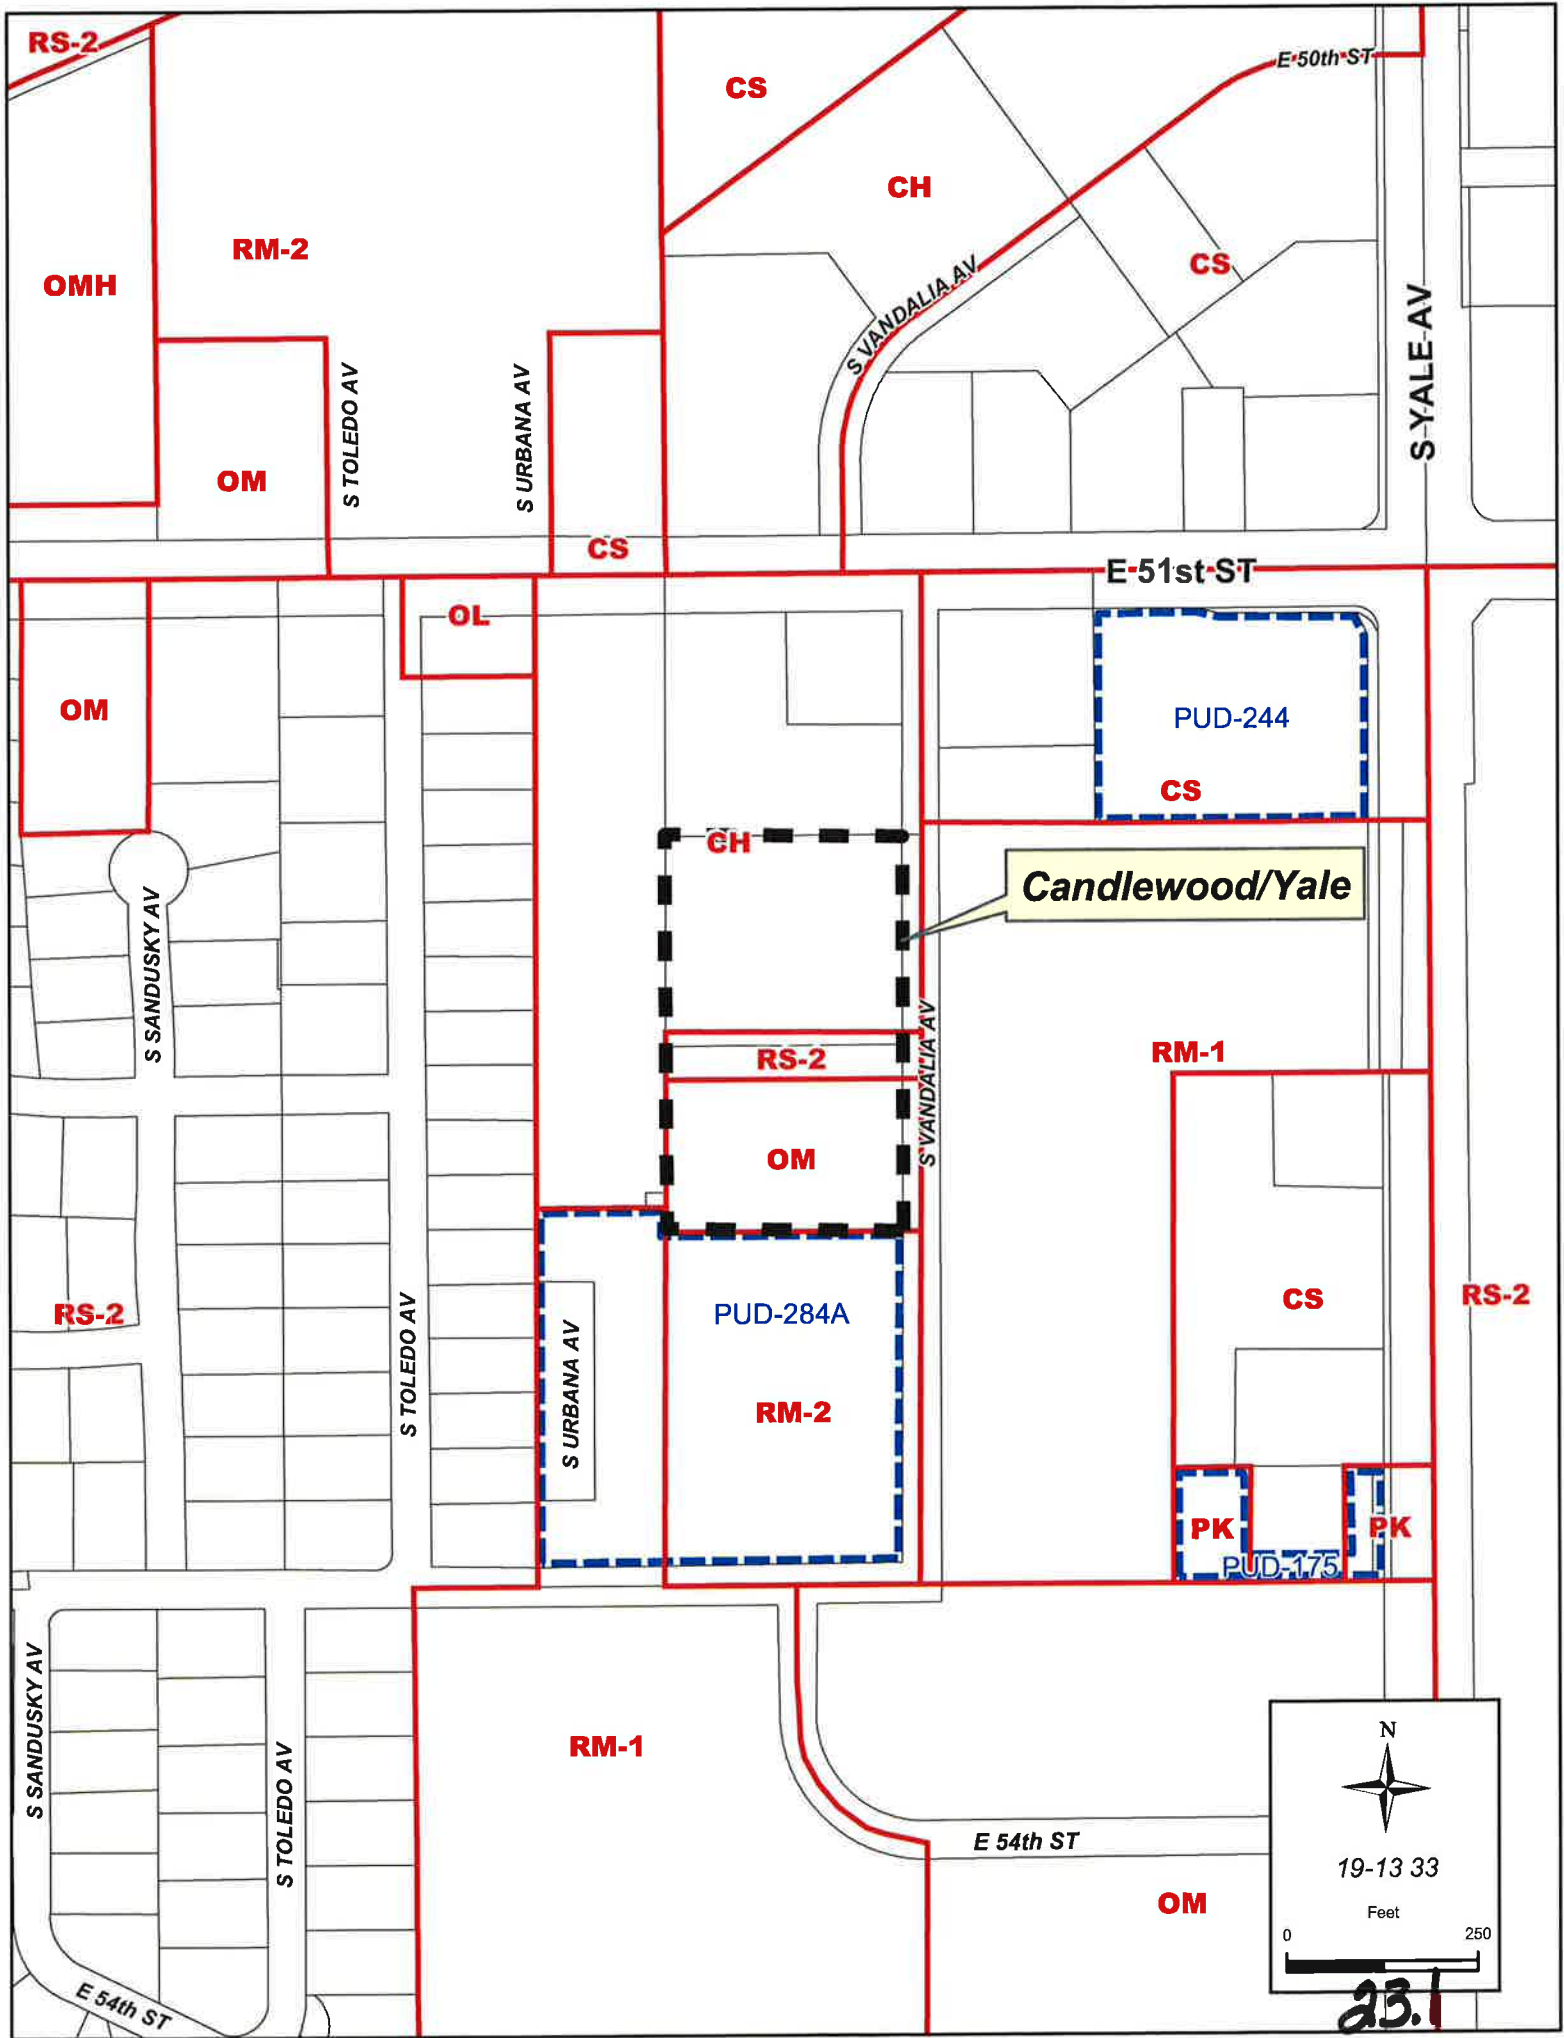 RS-2
CS
E 50th ST
CH
RM-2
CS
OMH
S VANDALIA AV
S YALE AV
S TOLEDO AV
S URBANA AV
OM
CS
E 51st ST
OL
OM
PUD-244
CS
CH
Candlewood/Yale
S SANDUSKY AV
S VANDALIA AV
RS-2
RM-1
OM
RS-2
S TOLEDO AV
S URBANA AV
PUD-284A
CS
RS-2
RM-2
PK
PK
PUD-175
S SANDUSKY AV
S TOLEDO AV
RM-1
N
E 54th ST
19-13 33
OM
Feet
0 250
E 54th ST
23.1